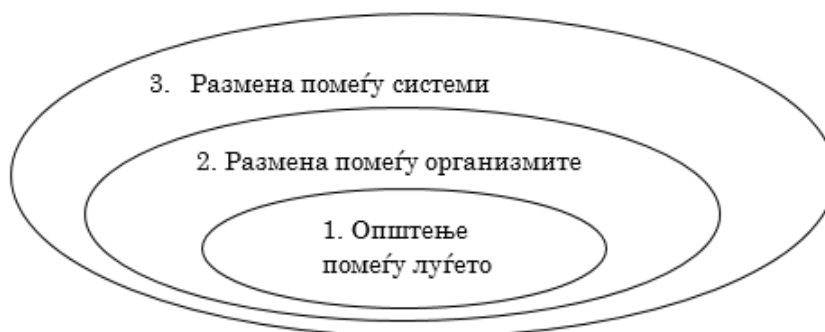 3. Размена помеѓу системи
2. Размена помеѓу организмите
1. Општење
помеѓу луѓето